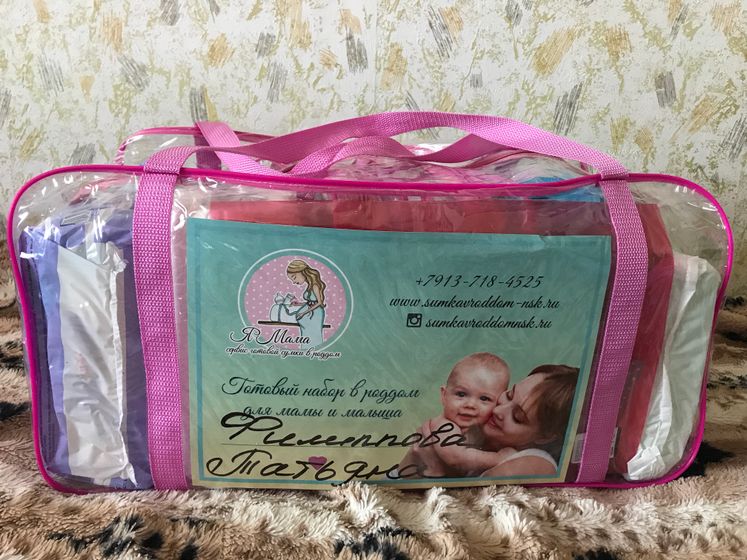 Я Мама
сервис готовой сумки в роддом
+7913-718-4525
www.sumkavroddom-nsk.ru
sumkavroddomnsk.ru
Готовый набор в роддом
для мамы и малыша
Филиппова
Татьяна